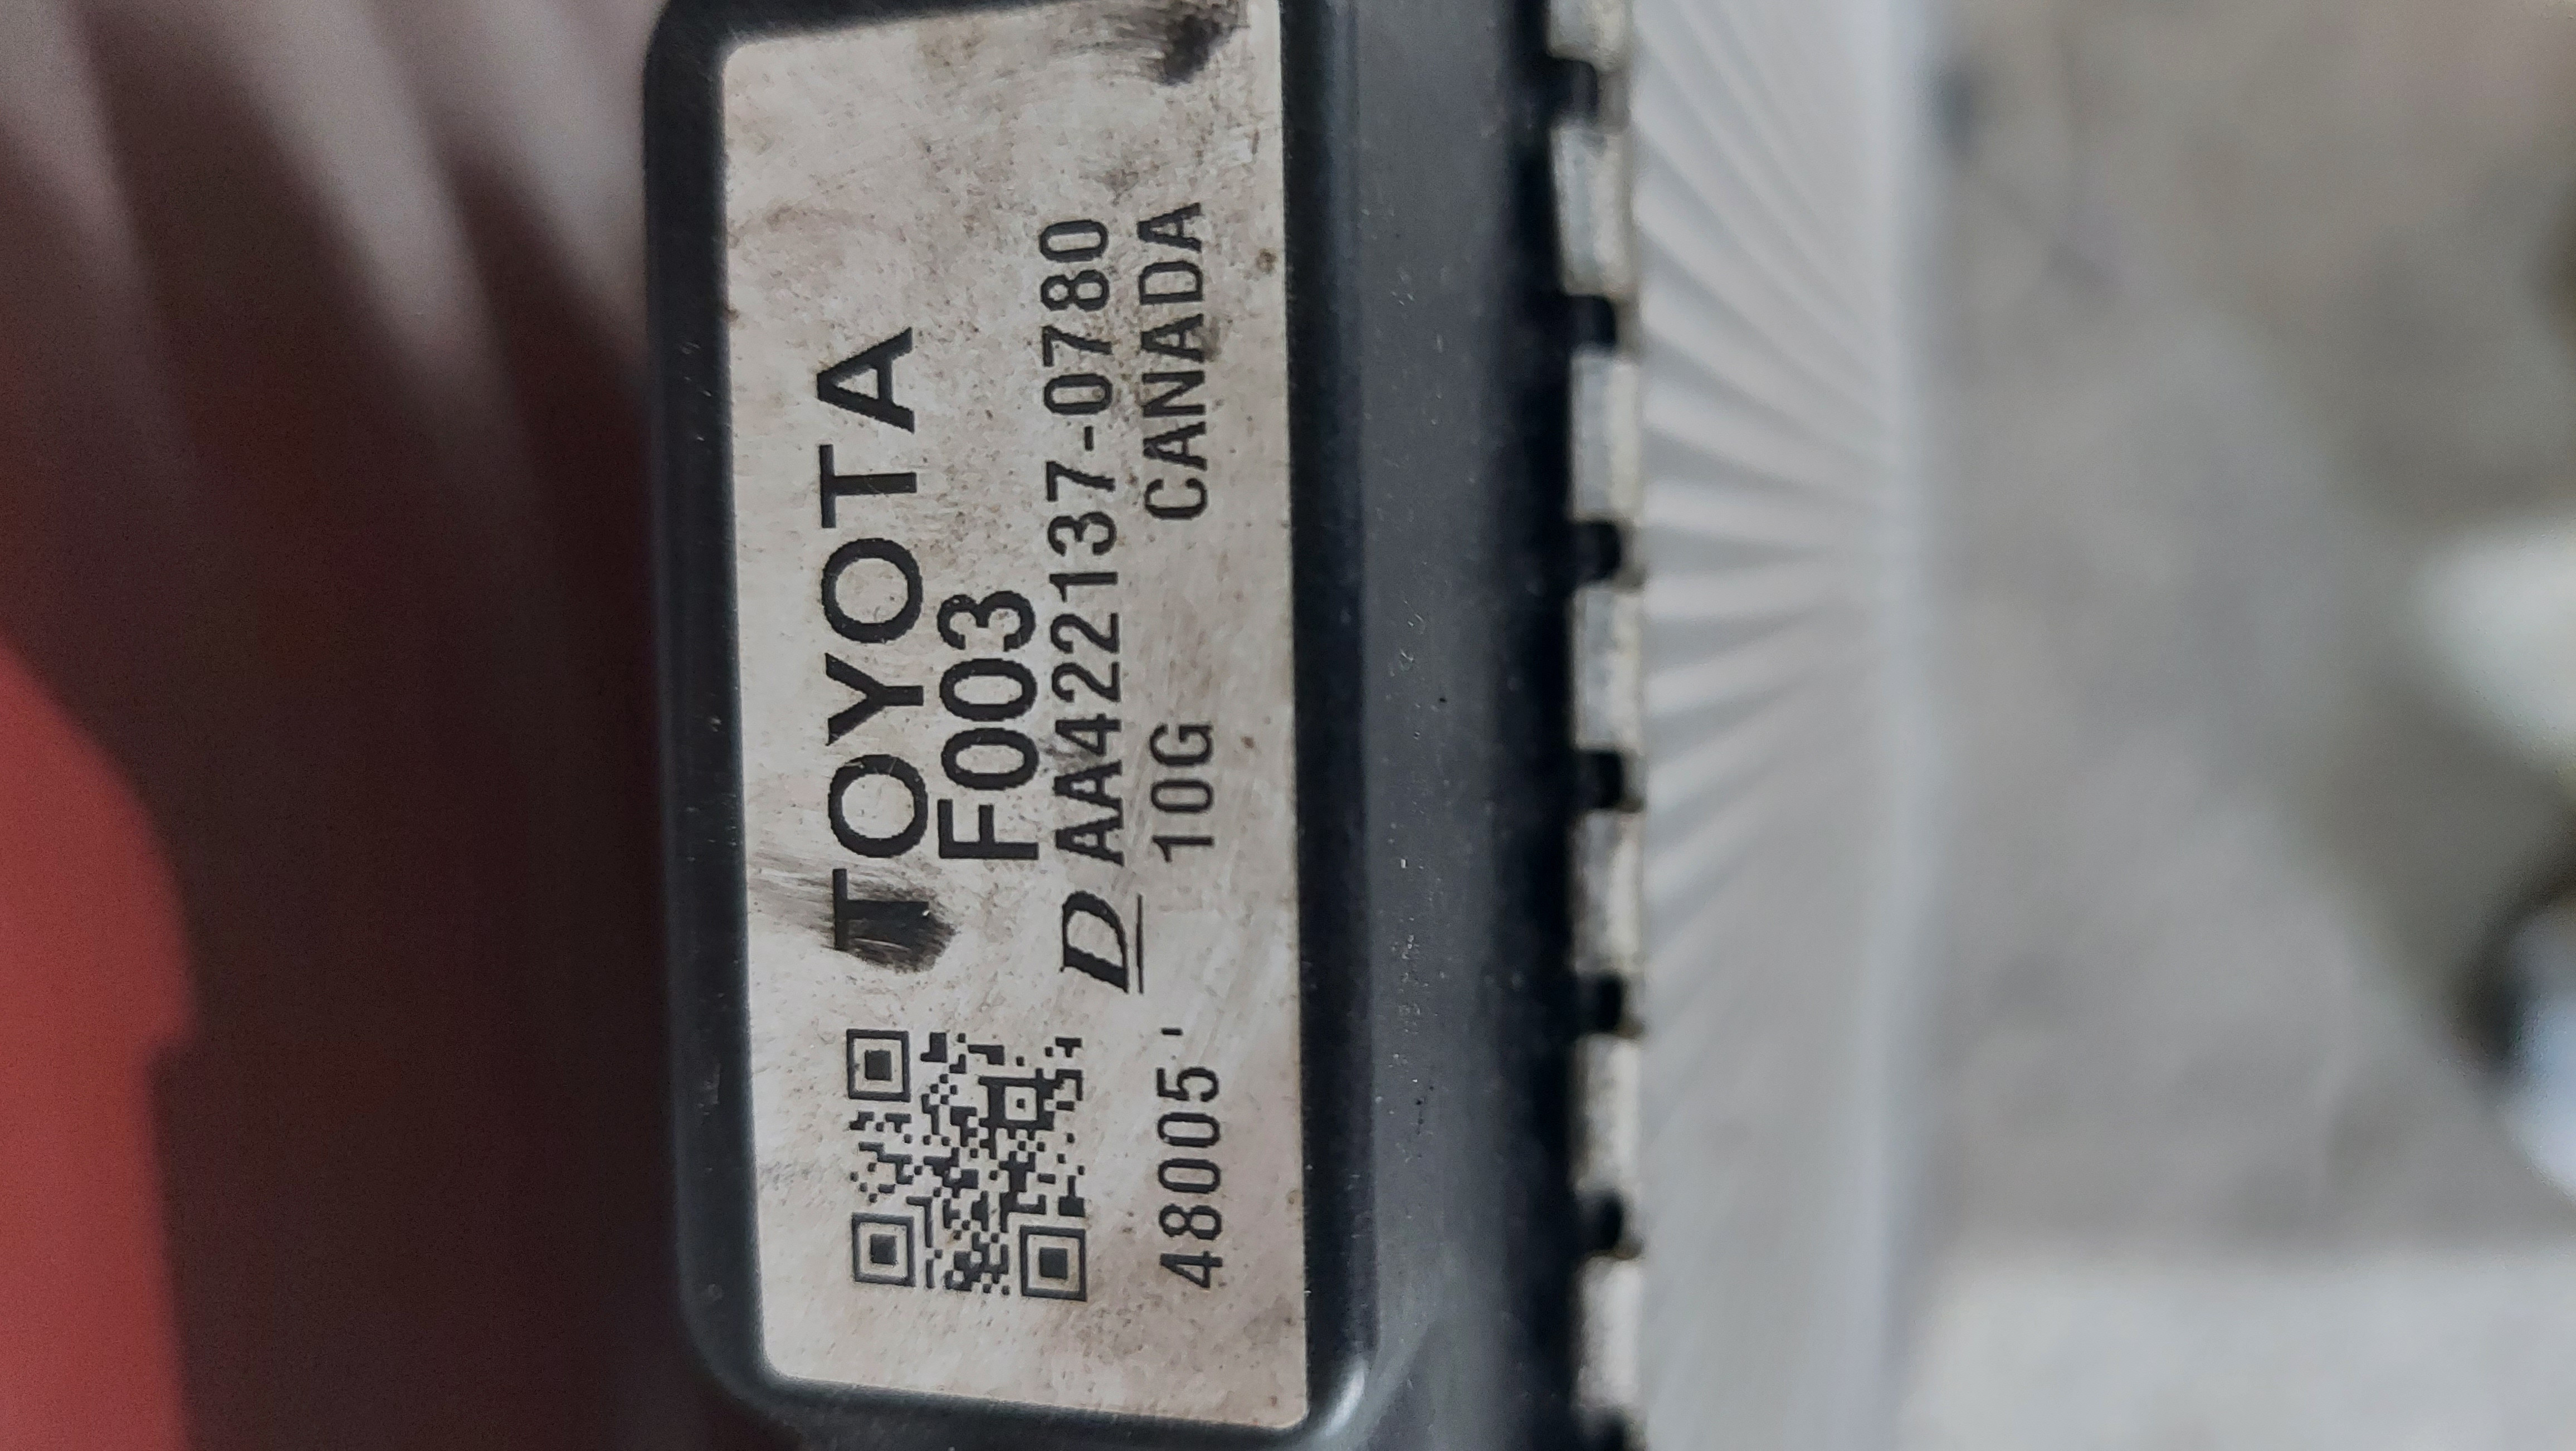 TOYOTA
F003
D AA422137-0780
48005 ' 10G CANADA